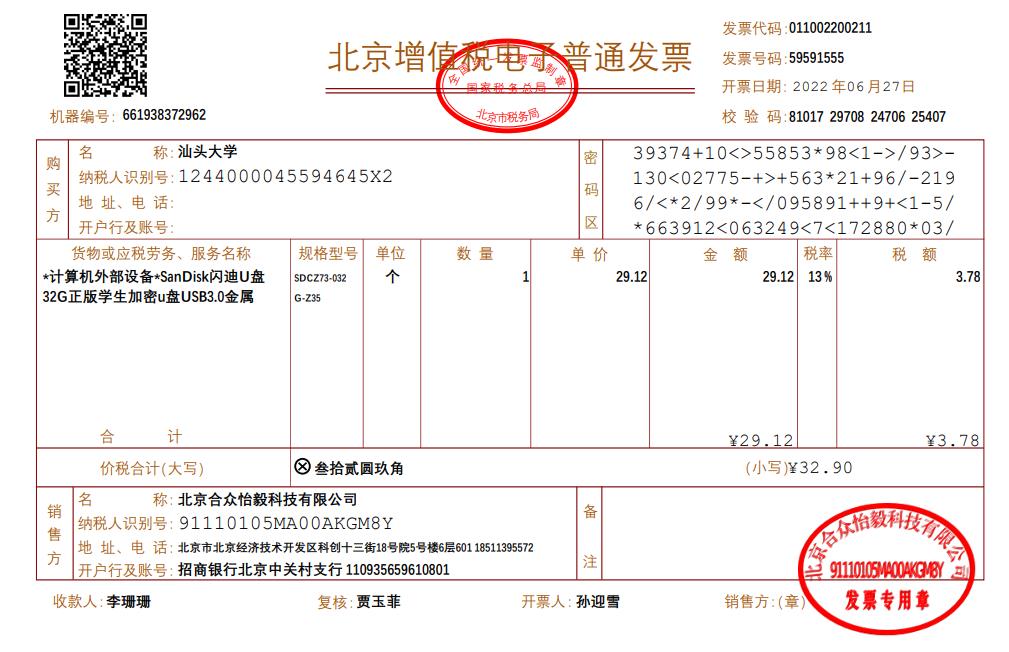 北京增值税电子普通发票
全国统一发票监制章
国家税务总局
北京市税务局
发票代码:011002200211
发票号码:59591555
开票日期: 2022 年06 月27日
机器编号: 661938372962
校 验 码:81017 29708 24706 25407
购买方
名 称:汕头大学
纳税人识别号:1244000045594645X2
地 址、电 话:
开户行及账号:
密码区
39374+10<>55853*98<1->/93>-
130<02775-+>+563*21+96/-219
6/<*2/99*-</095891++9+<1-5/
*663912<063249<7<172880*03/
货物或应税劳务、服务名称 规格型号 单位 数 量 单 价 金 额 税率 税 额
*计算机外部设备*SanDisk闪迪U盘 SDCZ73-032 个 1 29.12 29.12 13% 3.78
32G正版学生加密u盘USB3.0金属 G-Z35
合 计 ¥29.12 ¥3.78
价税合计(大写) ⊗ 叁拾贰圆玖角 (小写)¥32.90
销售方
名 称:北京合众怡毅科技有限公司
纳税人识别号:91110105MA00AKGM8Y
地 址、电 话:北京市北京经济技术开发区科创十三街18号院5号楼6层601 18511395572
开户行及账号:招商银行北京中关村支行 110935659610801
备注
北京合众怡毅科技有限公司
91110105MA00AKGM8Y
发票专用章
收款人:李珊珊 复核:贾玉菲 开票人:孙迎雪 销售方:(章)